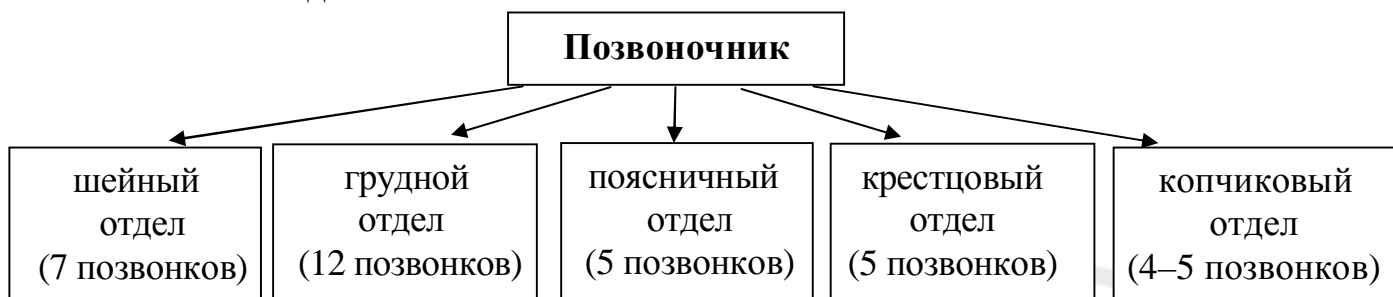 Позвоночник
шейный
отдел
(7 позвонков)
грудной
отдел
(12 позвонков)
поясничный
отдел
(5 позвонков)
крестцовый
отдел
(5 позвонков)
копчиковый
отдел
(4–5 позвонков)